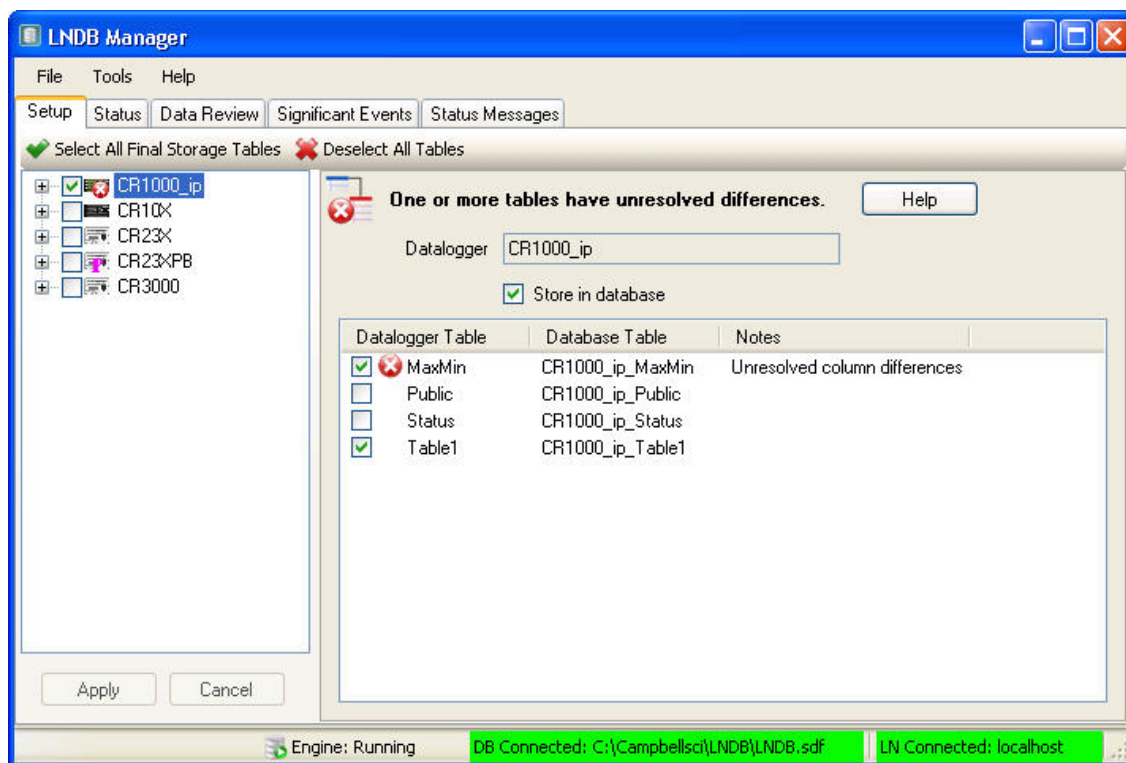 LNDB Manager
File Tools Help
Setup Status Data Review Significant Events Status Messages
Select All Final Storage Tables Deselect All Tables
CR1000_ip
CR10X
CR23X
CR23XPB
CR3000
One or more tables have unresolved differences. Help
Datalogger CR1000_ip
Store in database
Datalogger Table Database Table Notes
MaxMin CR1000_ip_MaxMin Unresolved column differences
Public CR1000_ip_Public
Status CR1000_ip_Status
Table1 CR1000_ip_Table1
Apply Cancel
Engine: Running DB Connected: C:\Campbellsci\LNDB\LNDB.sdf LN Connected: localhost